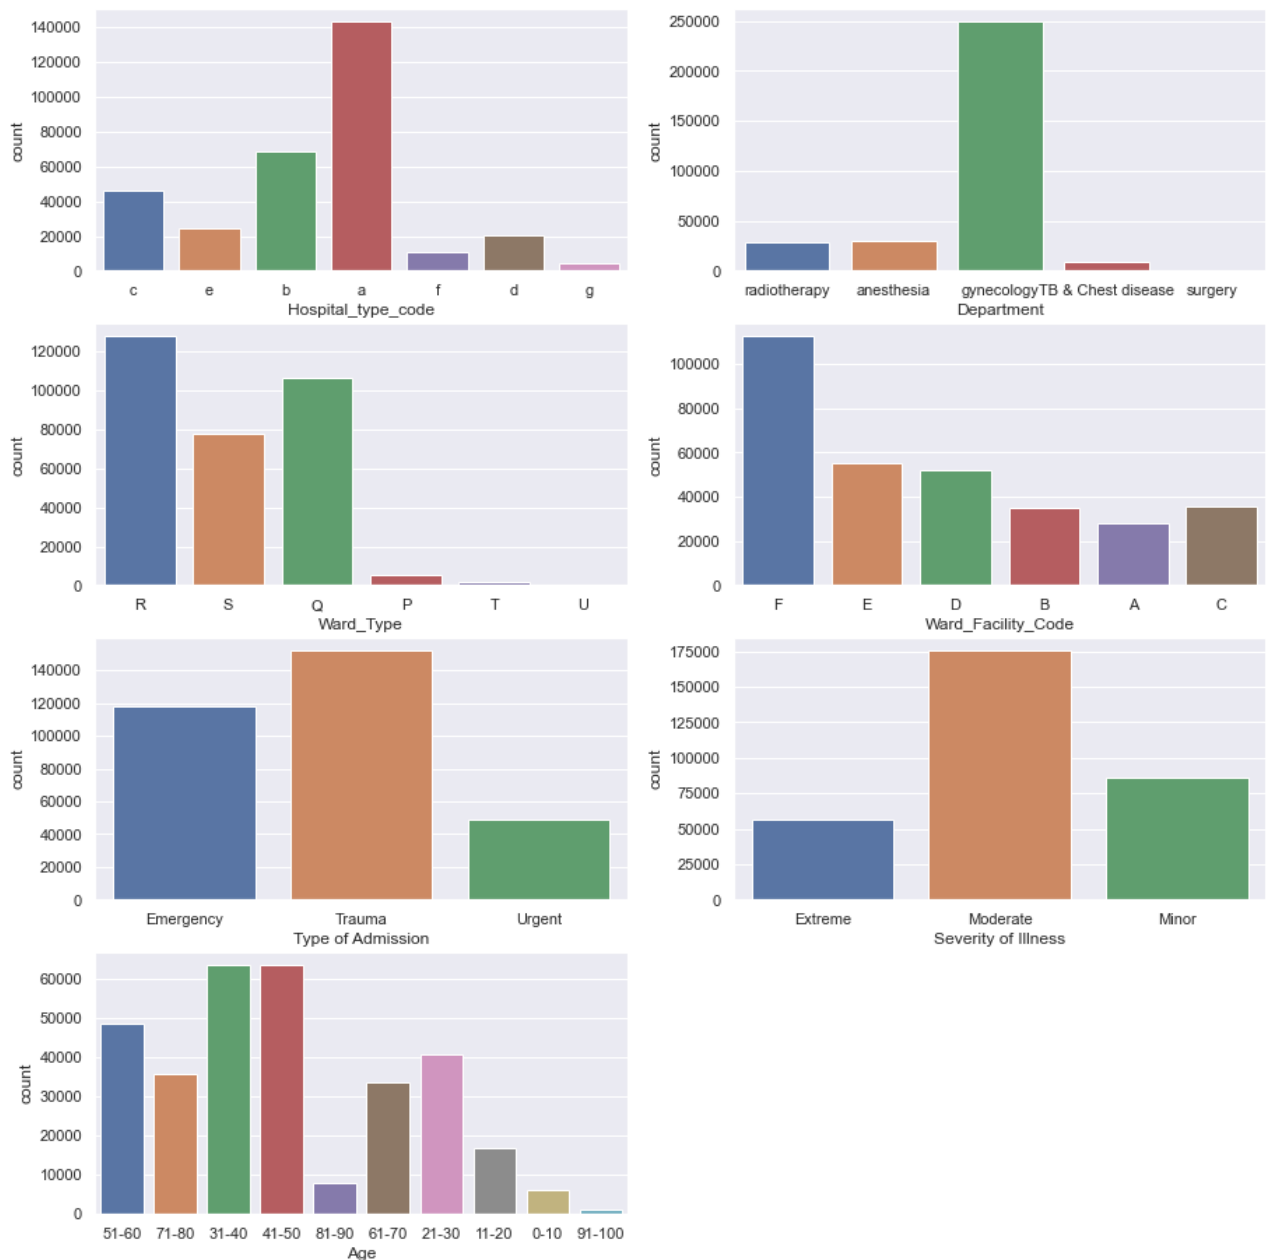 140000
120000
100000
80000
60000
40000
20000
0
count
c e b a f d g
Hospital_type_code
250000
200000
150000
100000
50000
0
count
radiotherapy anesthesia gynecologyTB & Chest disease surgery
Department
120000
100000
80000
60000
40000
20000
0
count
R S Q P T U
Ward_Type
100000
80000
60000
40000
20000
0
count
F E D B A C
Ward_Facility_Code
140000
120000
100000
80000
60000
40000
20000
0
count
Emergency Trauma Urgent
Type of Admission
175000
150000
125000
100000
75000
50000
25000
0
count
Extreme Moderate Minor
Severity of Illness
60000
50000
40000
30000
20000
10000
0
count
51-60 71-80 31-40 41-50 81-90 61-70 21-30 11-20 0-10 91-100
Age